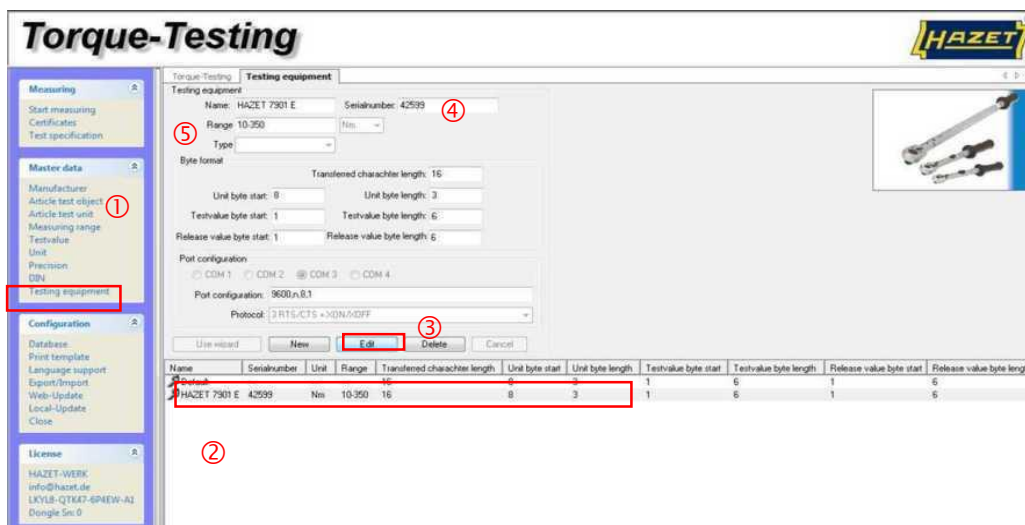 Torque-Testing
HAZET
Measuring
Start measuring
Certificates
Test specification
Master data
Manufacturer
Article test object
Article test unit
Measuring range
Testvalue
Unit
Precision
DIN
Testing equipment
Configuration
Database
Print template
Language support
Export/Import
Web-Update
Local-Update
Close
License
HAZET-WERK
info@hazet.de
Dongle Sn: 0
①
②
Torque-Testing Testing equipment
Testing equipment
Name: HAZET 7901 E Serialnumber: 42599 ④
⑤ Range 10-350 Nm
Type
Byte format
Transferred charachter length: 16
Unit byte start: 8 Unit byte length: 3
Testvalue byte start: 1 Testvalue byte length: 6
Release value byte start: 1 Release value byte length: 6
Port configuration
COM 1 COM 2 COM 3 COM 4
Port configuration: 9600,n,8,1
Protocol: 3 RTS/CTS + XON/XOFF
③
Use wizard New Edit Delete Cancel
Name Serialnumber Unit Range Transferred charachter length Unit byte start Unit byte length Testvalue byte start Testvalue byte length Release value byte start Release value byte leng
Default 16 8 3 1 6 1 6
HAZET 7901 E 42599 Nm 10-350 16 8 3 1 6 1 6